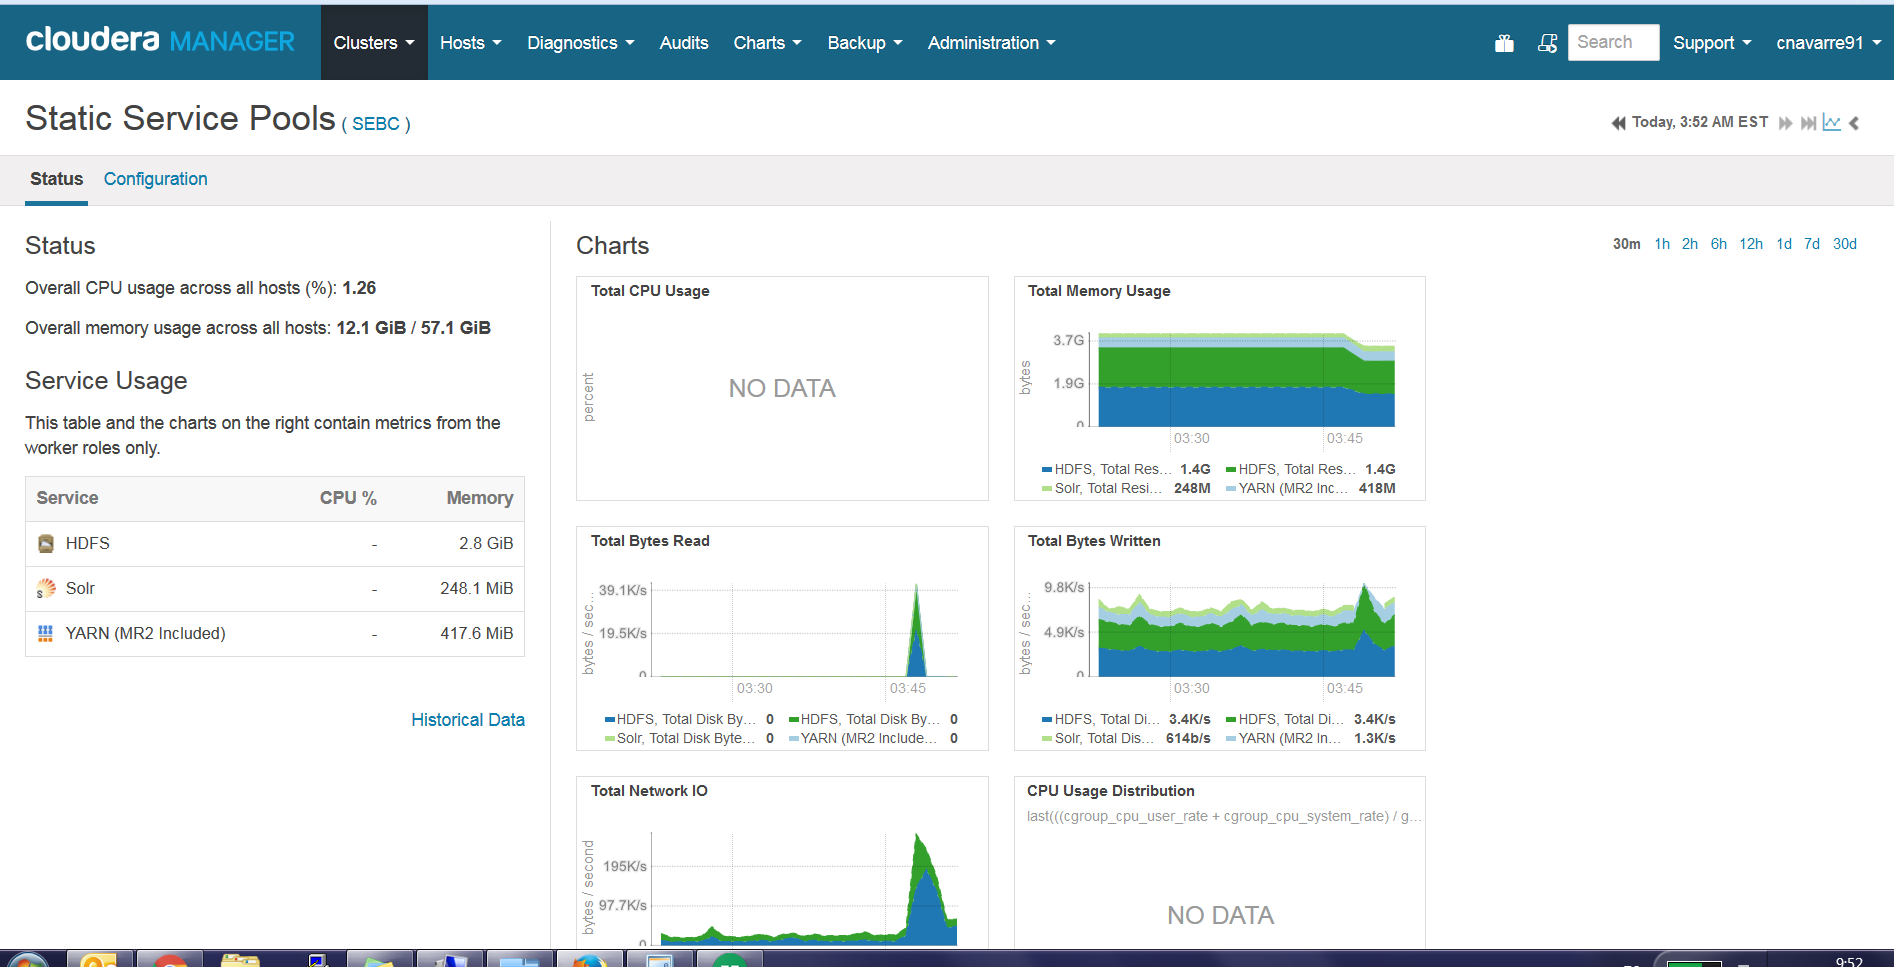 cloudera MANAGER Clusters Hosts Diagnostics Audits Charts Backup Administration Search Support cnavarre91
Static Service Pools ( SEBC )
Today, 3:52 AM EST
Status Configuration
Status
Overall CPU usage across all hosts (%): 1.26
Overall memory usage across all hosts: 12.1 GiB / 57.1 GiB
Service Usage
This table and the charts on the right contain metrics from the
worker roles only.
Service CPU % Memory
HDFS - 2.8 GiB
Solr - 248.1 MiB
YARN (MR2 Included) - 417.6 MiB
Historical Data
Charts
30m 1h 2h 6h 12h 1d 7d 30d
Total CPU Usage
percent
NO DATA
Total Memory Usage
bytes
3.7G
1.9G
0
03:30 03:45
HDFS, Total Res... 1.4G HDFS, Total Res... 1.4G
Solr, Total Resi... 248M YARN (MR2 Inc... 418M
Total Bytes Read
bytes / sec...
39.1K/s
19.5K/s
0
03:30 03:45
HDFS, Total Disk By... 0 HDFS, Total Disk By... 0
Solr, Total Disk Byte... 0 YARN (MR2 Include... 0
Total Bytes Written
bytes / sec...
9.8K/s
4.9K/s
0
03:30 03:45
HDFS, Total Di... 3.4K/s HDFS, Total Di... 3.4K/s
Solr, Total Dis... 614b/s YARN (MR2 In... 1.3K/s
Total Network IO
bytes / second
195K/s
97.7K/s
0
CPU Usage Distribution
last(((cgroup_cpu_user_rate + cgroup_cpu_system_rate) / g...
NO DATA
9:52